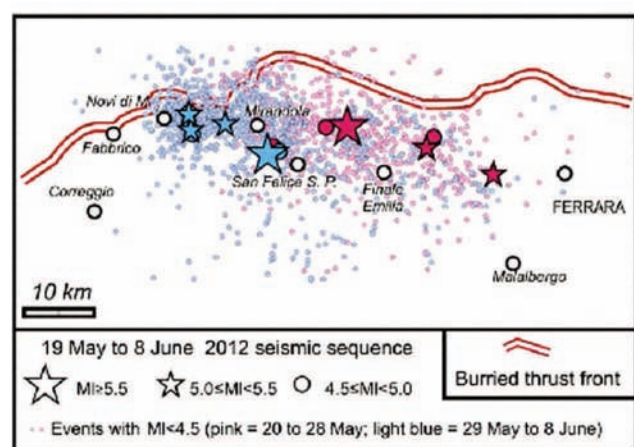 Novi di M.
Mirandola
Fabbrico
San Felice S. P.
Correggio
Finale
Emilia
FERRARA
Malalbergo
10 km
19 May to 8 June 2012 seismic sequence
Ml≥5.5
5.0≤Ml<5.5
4.5≤Ml<5.0
Burried thrust front
Events with Ml<4.5 (pink = 20 to 28 May; light blue = 29 May to 8 June)